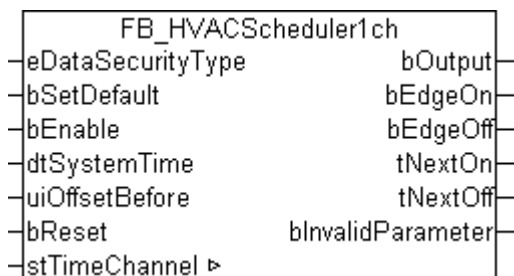 FB_HVACScheduler1ch
eDataSecurityType bOutput
bSetDefault bEdgeOn
bEnable bEdgeOff
dtSystemTime tNextOn
uiOffsetBefore tNextOff
bReset bInvalidParameter
stTimeChannel ▹